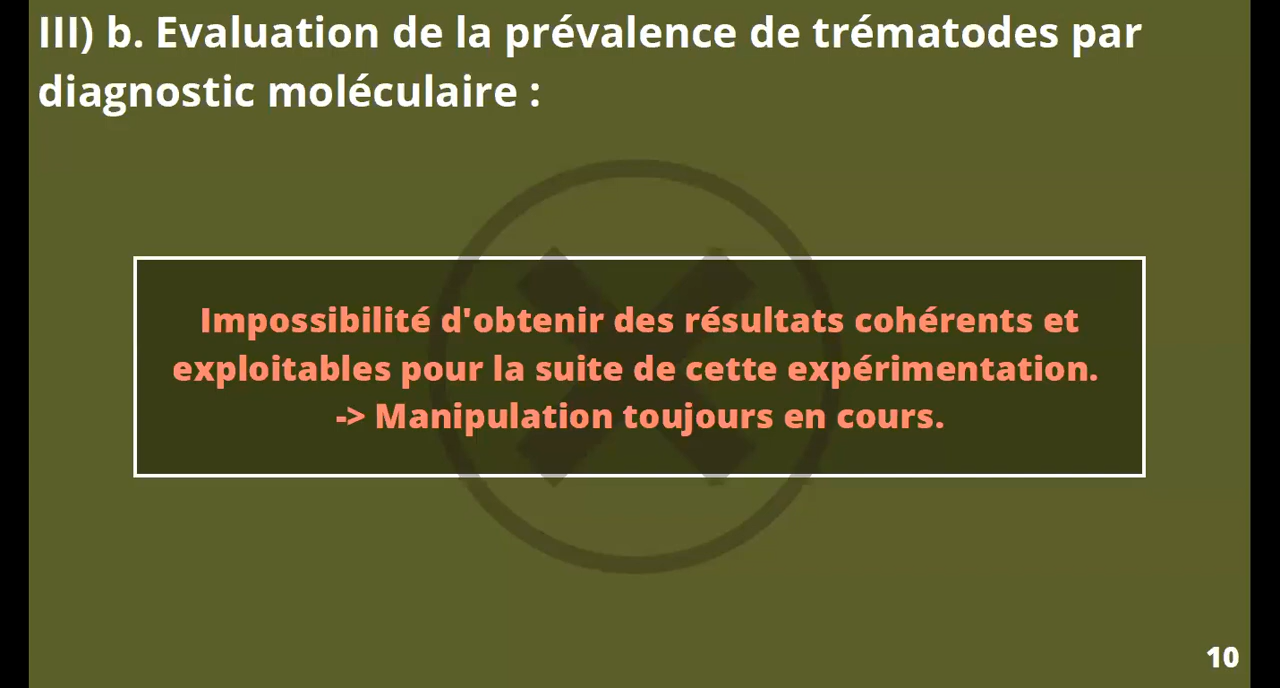 III) b. Evaluation de la prévalence de trématodes par
diagnostic moléculaire :
Impossibilité d'obtenir des résultats cohérents et
exploitables pour la suite de cette expérimentation.
-> Manipulation toujours en cours.
10